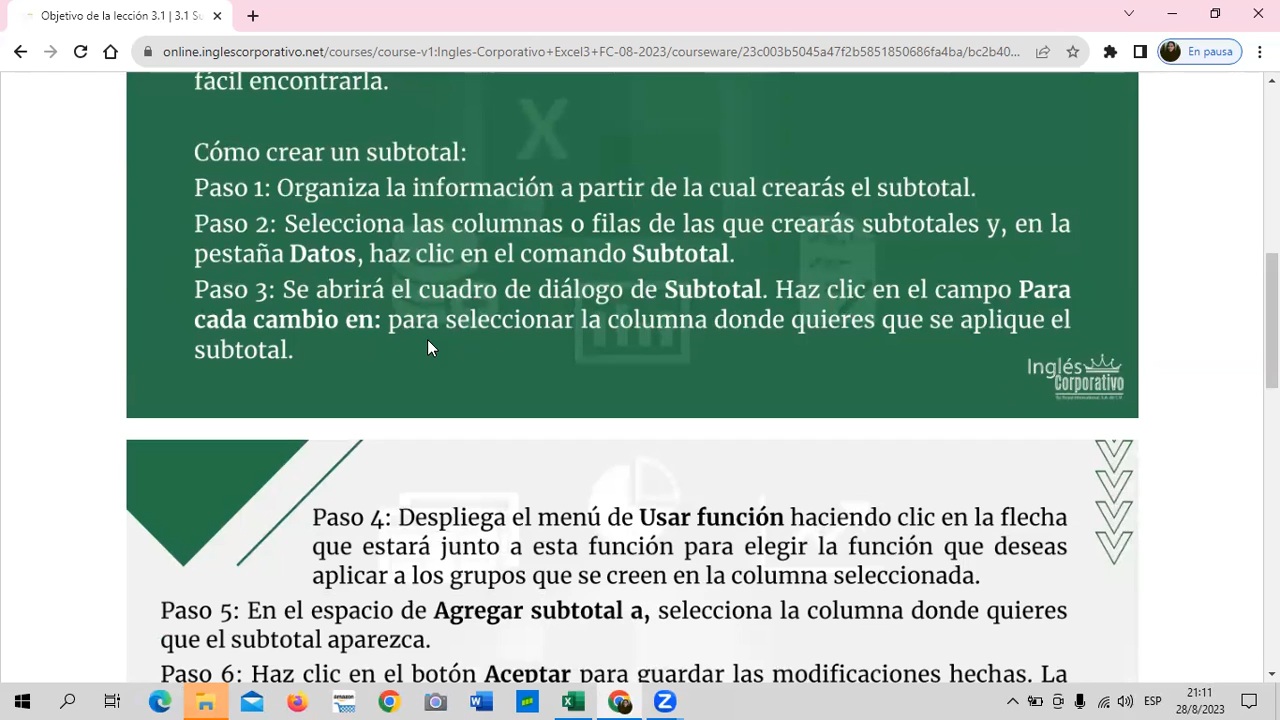 Objetivo de la lección 3.1 | 3.1 Su
online.inglescorporativo.net/courses/course-v1:Ingles-Corporativo+Excel3+FC-08-2023/courseware/23c003b5045a47f2b5851850686fa4ba/bc2b40...
En pausa
fácil encontrarla.
Cómo crear un subtotal:
Paso 1: Organiza la información a partir de la cual crearás el subtotal.
Paso 2: Selecciona las columnas o filas de las que crearás subtotales y, en la
pestaña Datos, haz clic en el comando Subtotal.
Paso 3: Se abrirá el cuadro de diálogo de Subtotal. Haz clic en el campo Para
cada cambio en: para seleccionar la columna donde quieres que se aplique el
subtotal.
Inglés
Corporativo
Paso 4: Despliega el menú de Usar función haciendo clic en la flecha
que estará junto a esta función para elegir la función que deseas
aplicar a los grupos que se creen en la columna seleccionada.
Paso 5: En el espacio de Agregar subtotal a, selecciona la columna donde quieres
que el subtotal aparezca.
Paso 6: Haz clic en el botón Aceptar para guardar las modificaciones hechas. La
ESP
21:11
28/8/2023